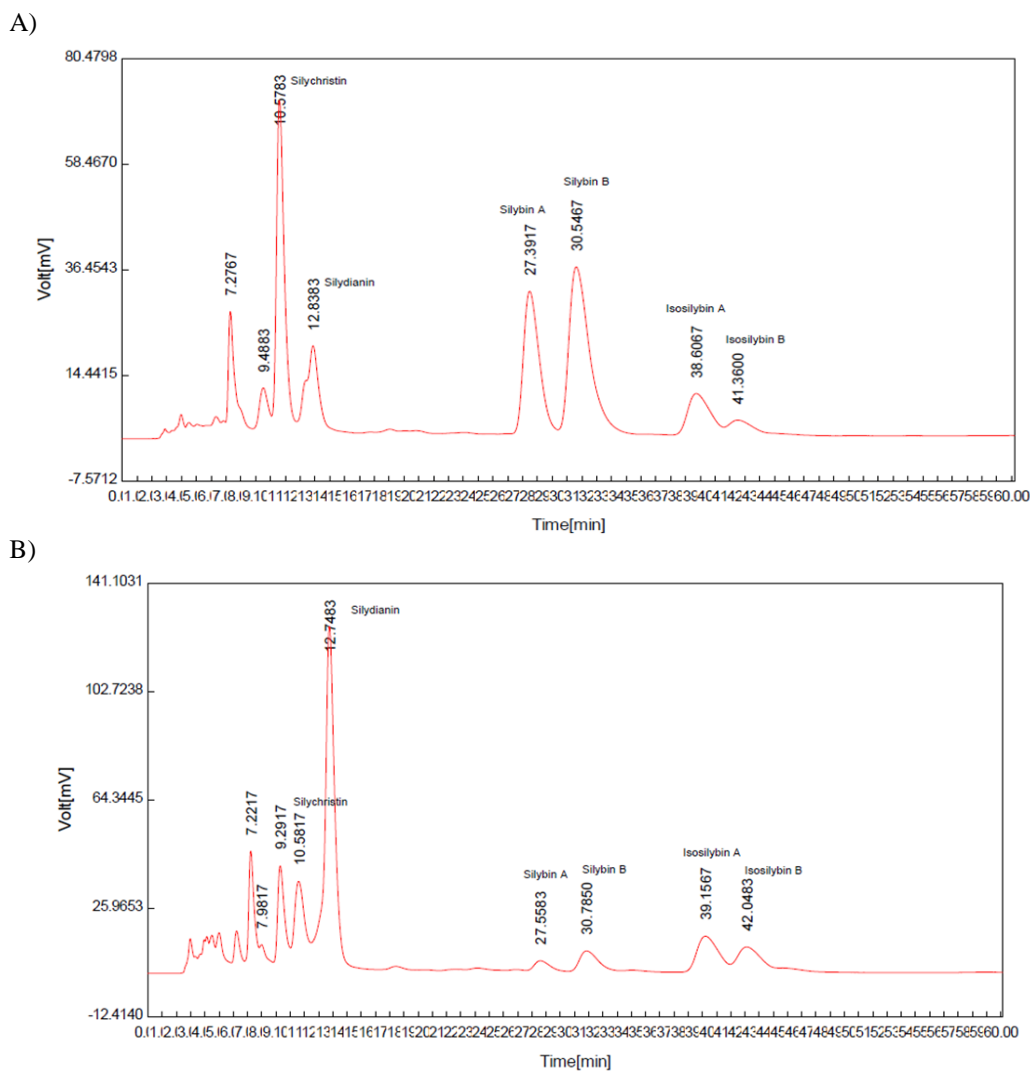 A)
80.4798
58.4670
36.4543
14.4415
-7.5712
Volt[mV]
7.2767
9.4883
10.5783
Silychristin
12.8383
Silydianin
Silybin A
27.3917
Silybin B
30.5467
Isosilybin A
38.6067
Isosilybin B
41.3600
Time[min]
B)
141.1031
102.7238
64.3445
25.9653
-12.4140
Volt[mV]
7.2217
7.9817
9.2917
Silychristin
10.5817
12.7483
Silydianin
Silybin A
27.5583
Silybin B
30.7850
Isosilybin A
39.1567
Isosilybin B
42.0483
Time[min]